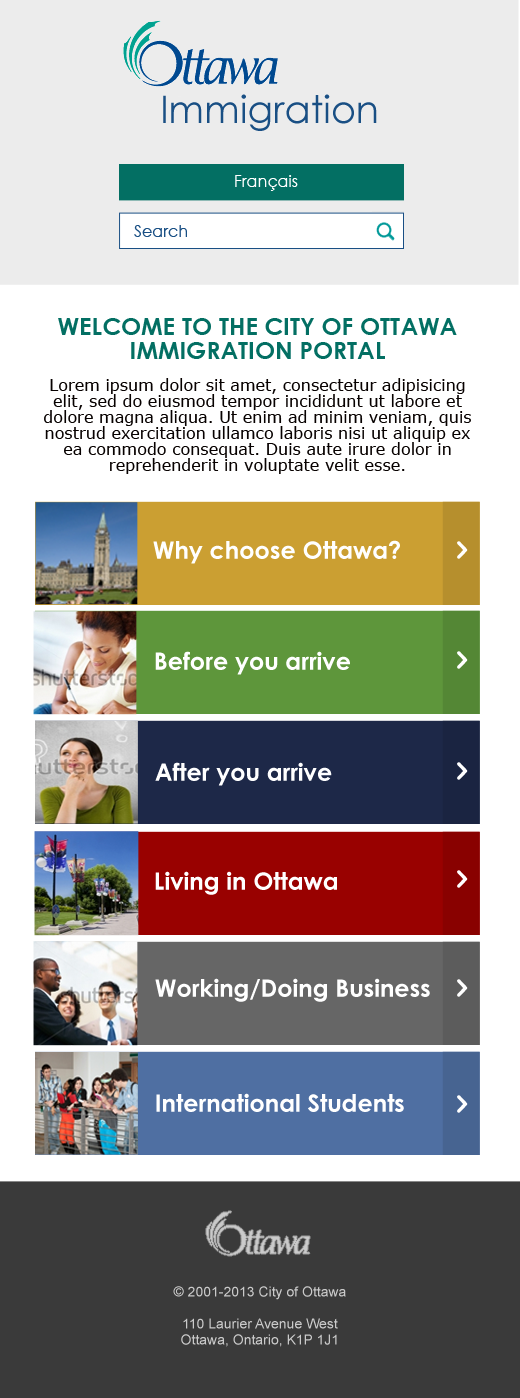 Ottawa
Immigration
Français
Search
WELCOME TO THE CITY OF OTTAWA
IMMIGRATION PORTAL
Lorem ipsum dolor sit amet, consectetur adipisicing
elit, sed do eiusmod tempor incididunt ut labore et
dolore magna aliqua. Ut enim ad minim veniam, quis
nostrud exercitation ullamco laboris nisi ut aliquip ex
ea commodo consequat. Duis aute irure dolor in
reprehenderit in voluptate velit esse.
Why choose Ottawa?
shutterstoc
Before you arrive
utterstoc
After you arrive
Living in Ottawa
shutters
Working/Doing Business
International Students
Ottawa
© 2001-2013 City of Ottawa
110 Laurier Avenue West
Ottawa, Ontario, K1P 1J1